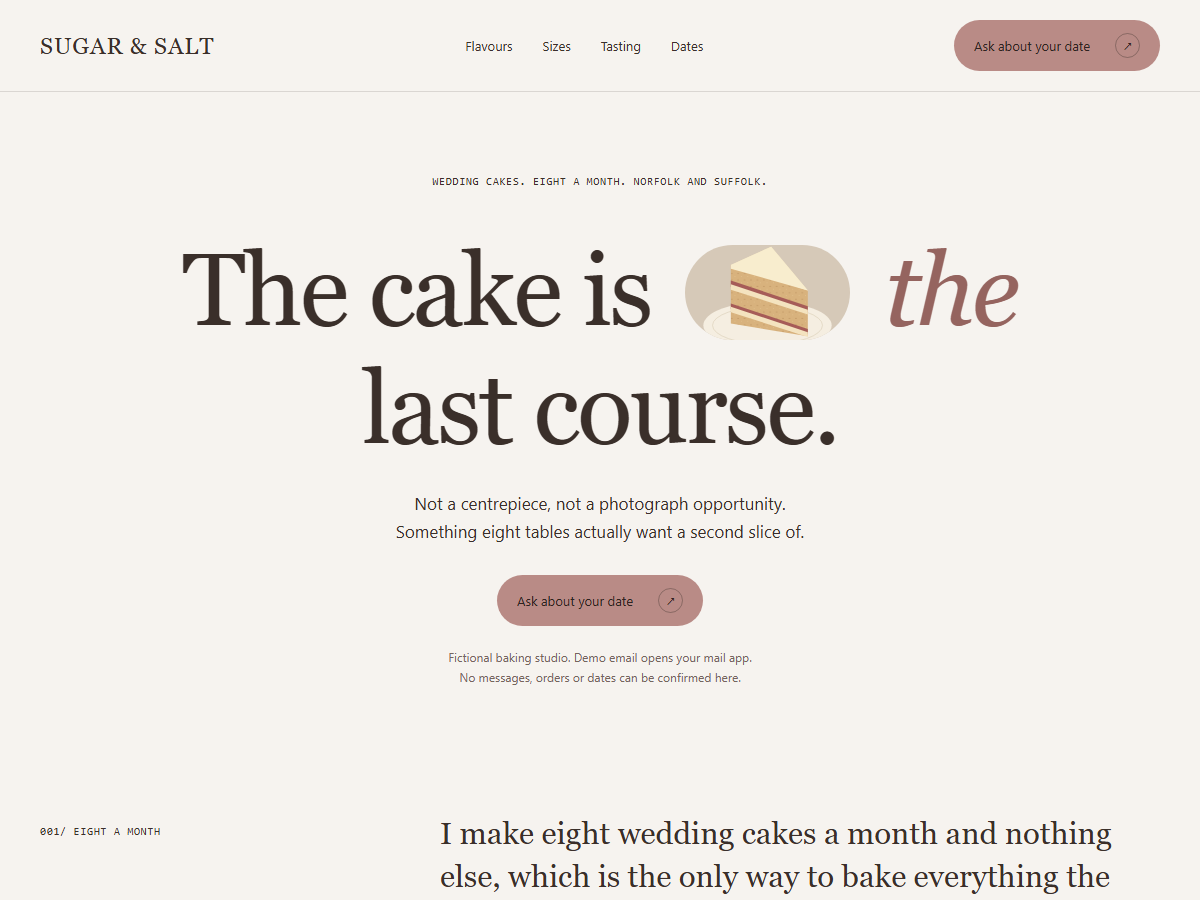 SUGAR & SALT
Flavours
Sizes
Tasting
Dates
Ask about your date ↗
WEDDING CAKES. EIGHT A MONTH. NORFOLK AND SUFFOLK.
The cake is the
last course.
Not a centrepiece, not a photograph opportunity.
Something eight tables actually want a second slice of.
Ask about your date ↗
Fictional baking studio. Demo email opens your mail app.
No messages, orders or dates can be confirmed here.
001/ EIGHT A MONTH
I make eight wedding cakes a month and nothing
else, which is the only way to bake everything the